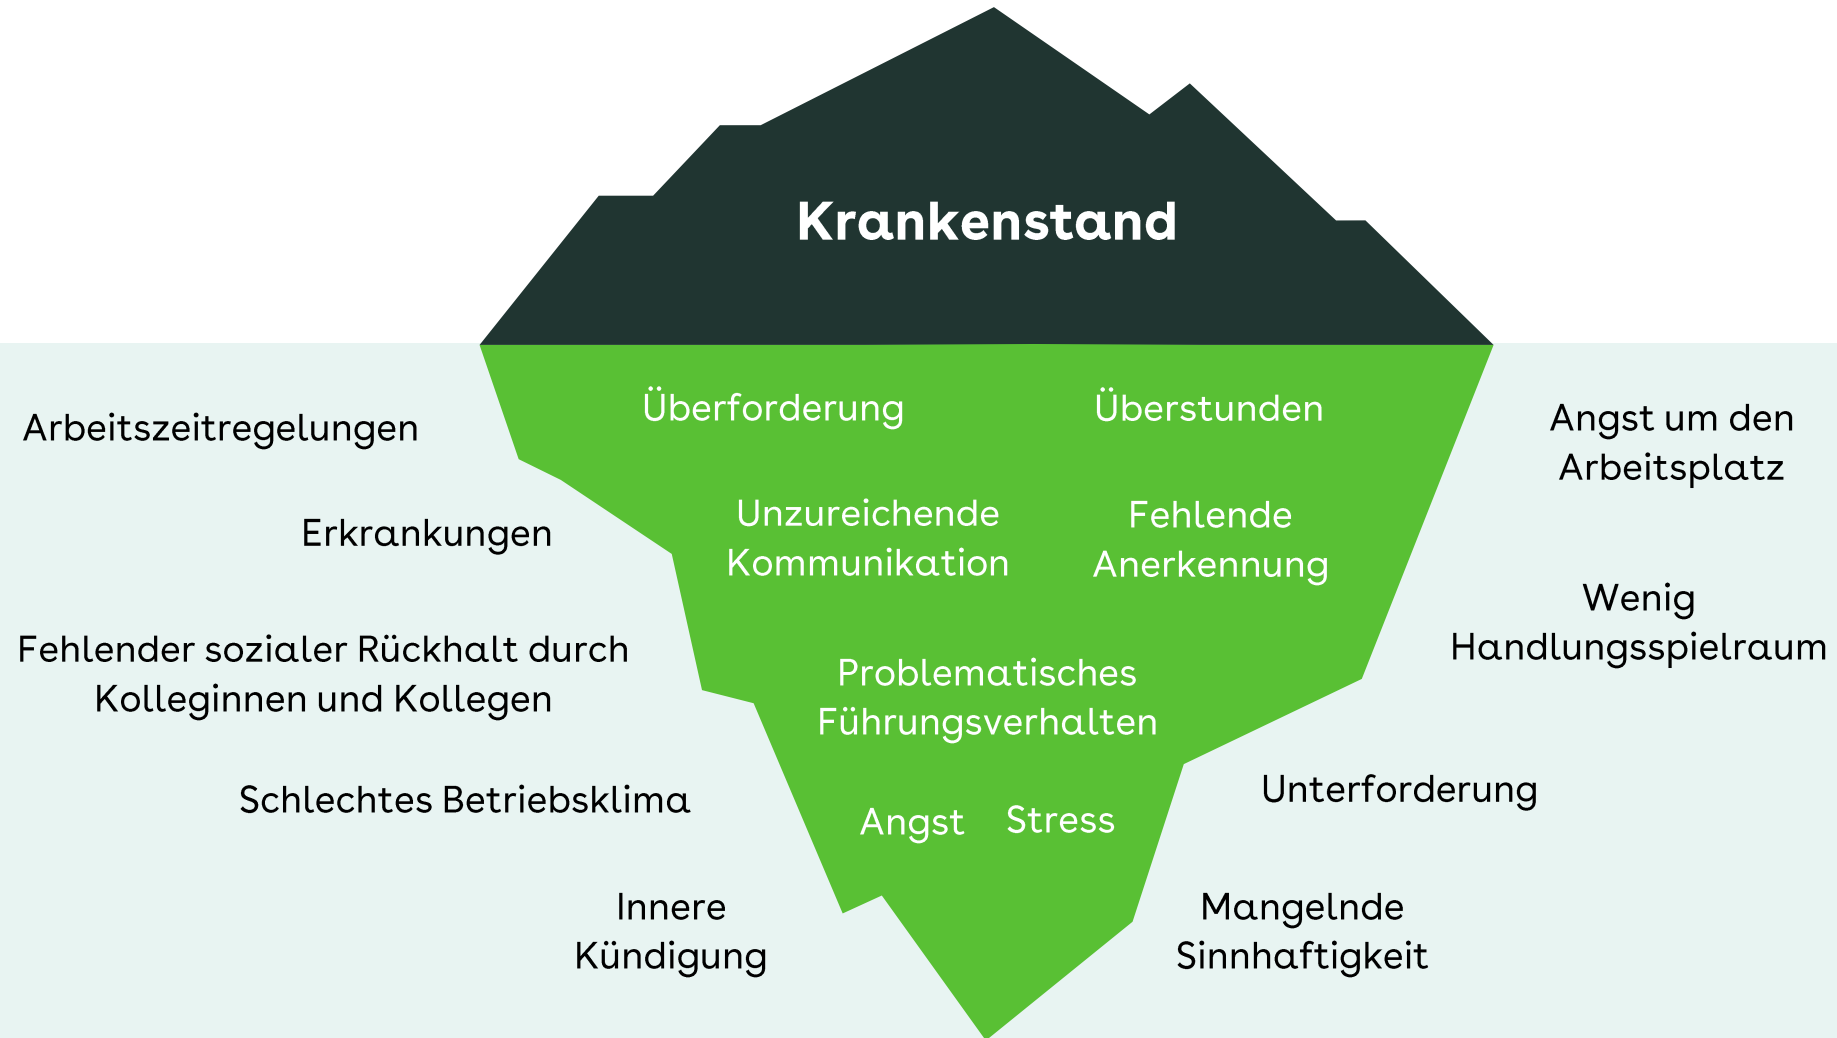 Krankenstand
Überforderung
Überstunden
Arbeitszeitregelungen
Angst um den
Arbeitsplatz
Unzureichende
Kommunikation
Fehlende
Anerkennung
Erkrankungen
Wenig
Handlungsspielraum
Fehlender sozialer Rückhalt durch
Kolleginnen und Kollegen
Problematisches
Führungsverhalten
Schlechtes Betriebsklima
Angst
Stress
Unterforderung
Innere
Kündigung
Mangelnde
Sinnhaftigkeit